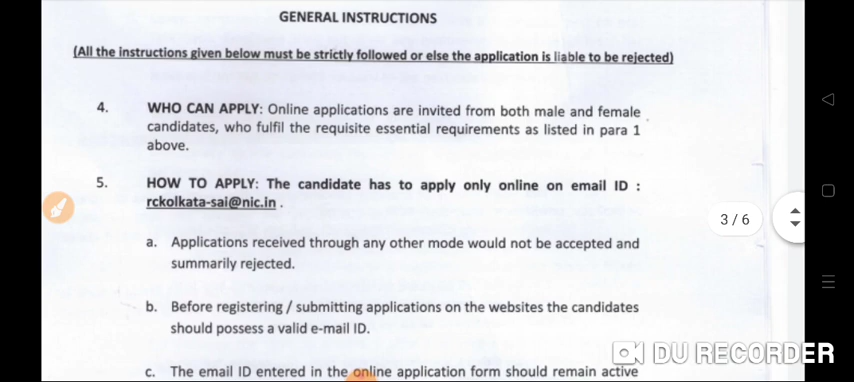 GENERAL INSTRUCTIONS
(All the instructions given below must be strictly followed or else the application is liable to be rejected)
4. WHO CAN APPLY: Online applications are invited from both male and female
candidates, who fulfil the requisite essential requirements as listed in para 1
above.
5. HOW TO APPLY: The candidate has to apply only online on email ID :
rckolkata-sai@nic.in .
a. Applications received through any other mode would not be accepted and
summarily rejected.
3 / 6
b. Before registering / submitting applications on the websites the candidates
should possess a valid e-mail ID.
DU RECORDER
c. The email ID entered in the online application form should remain active